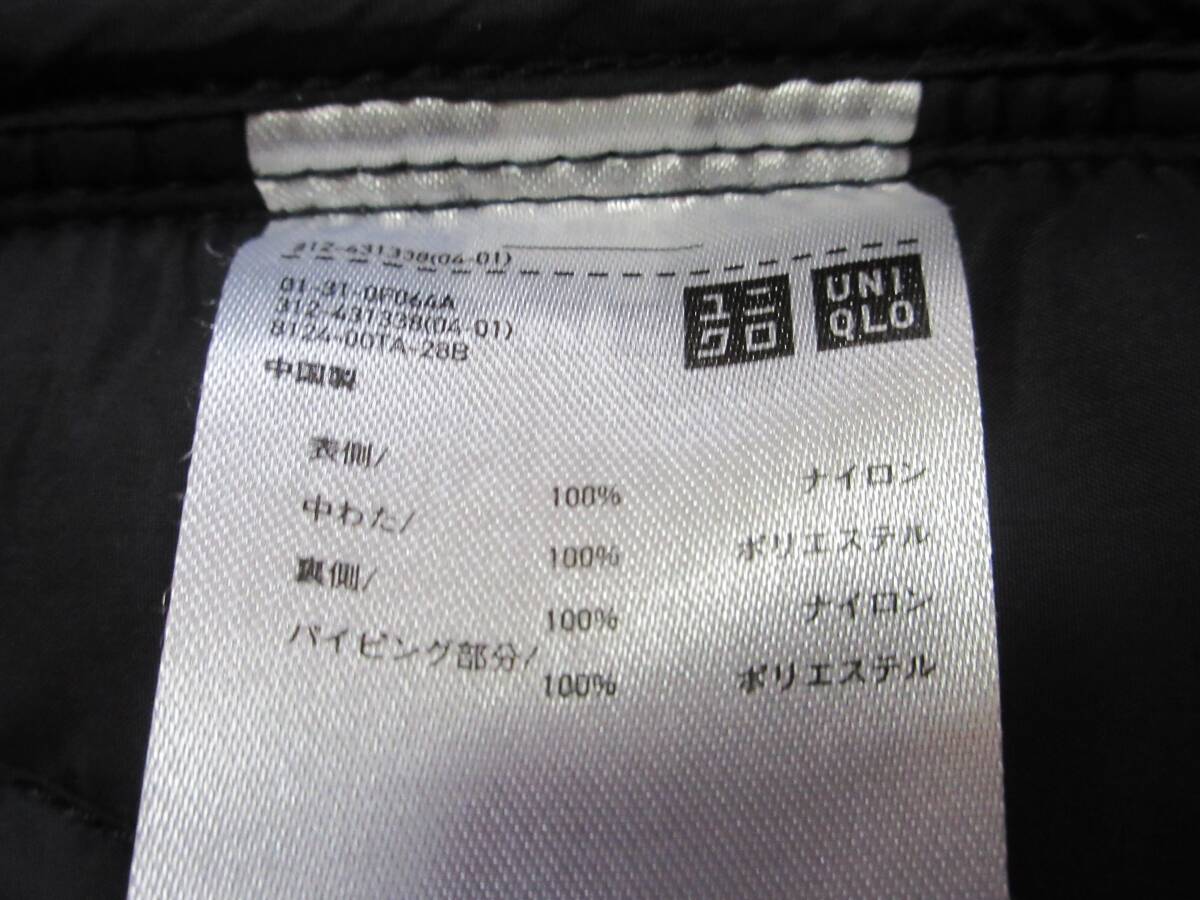 312-431338(04-01)
01-31-0F064A
312-431338(04-01)
8124-00TA-28B
中国製
ユニ
クロ
UNI
QLO
表側/
100% ナイロン
中わた/
100% ポリエステル
裏側/
100% ナイロン
パイピング部分/
100% ポリエステル